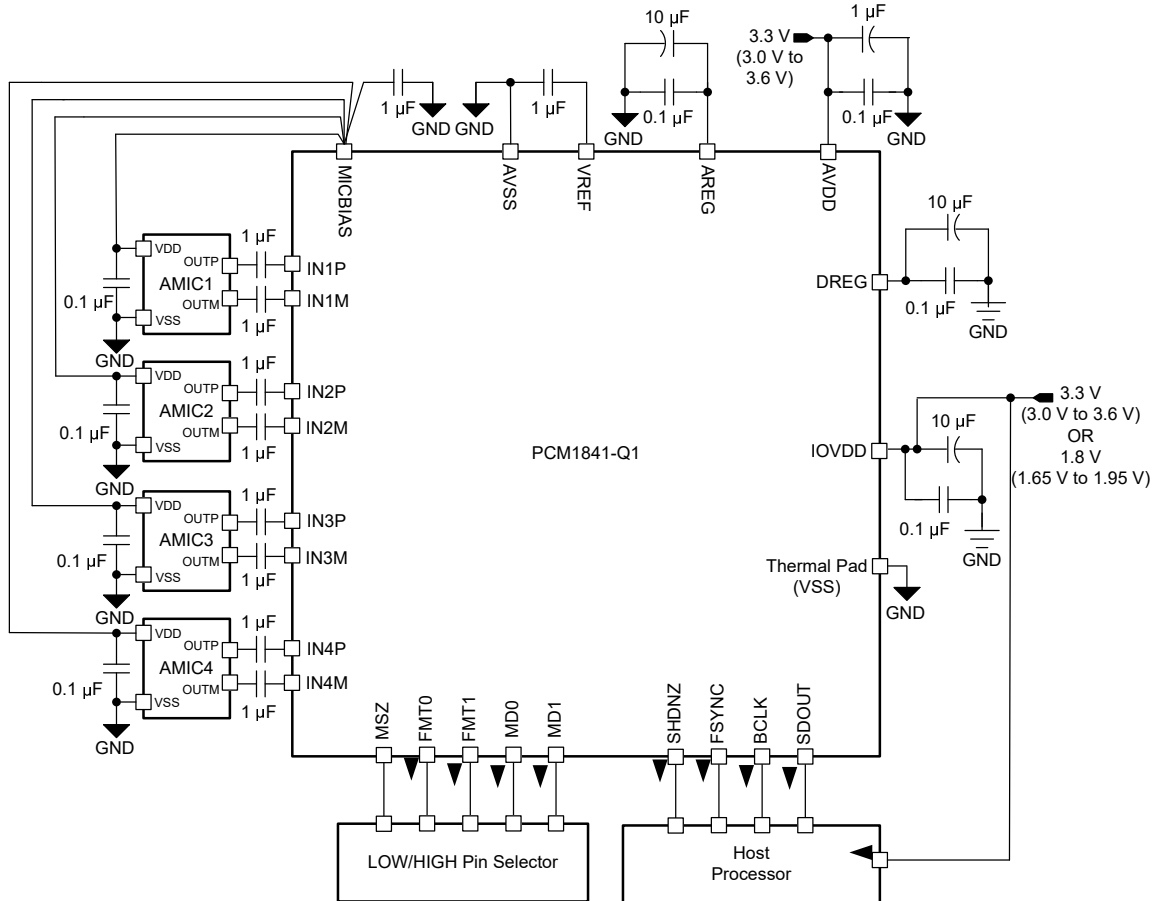 10 µF
1 µF
3.3 V
(3.0 V to
3.6 V)
1 µF
GND
GND
1 µF
0.1 µF
GND
0.1 µF
GND
MICBIAS
AVSS
VREF
AREG
AVDD
10 µF
DREG
0.1 µF
GND
VDD
OUTP
AMIC1
OUTM
VSS
0.1 µF
GND
1 µF
1 µF
IN1P
IN1M
VDD
OUTP
AMIC2
OUTM
VSS
0.1 µF
GND
1 µF
1 µF
IN2P
IN2M
PCM1841-Q1
3.3 V
(3.0 V to 3.6 V)
OR
1.8 V
(1.65 V to 1.95 V)
10 µF
IOVDD
0.1 µF
GND
VDD
OUTP
AMIC3
OUTM
VSS
0.1 µF
GND
1 µF
1 µF
IN3P
IN3M
Thermal Pad
(VSS)
GND
VDD
OUTP
AMIC4
OUTM
VSS
0.1 µF
GND
1 µF
1 µF
IN4P
IN4M
MSZ
FMT0
FMT1
MD0
MD1
SHDNZ
FSYNC
BCLK
SDOUT
LOW/HIGH Pin Selector
Host
Processor